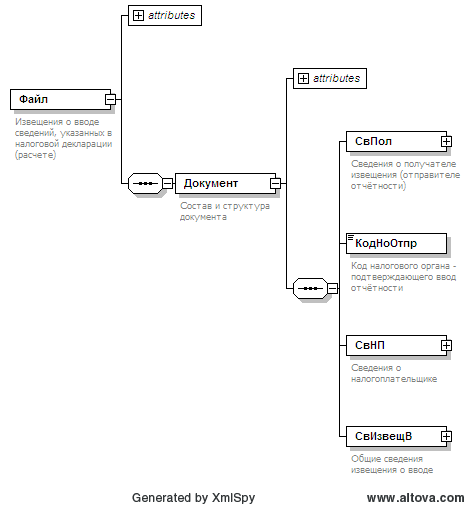 attributes
Файл
Извещения о вводе
сведений, указанных в
налоговой декларации
(расчете)
Документ
Состав и структура
документа
attributes
СвПол
Сведения о получателе
извещения (отправителе
отчётности)
КодНоОтпр
Код налогового органа -
подтверждающего ввод
отчётности
СвНП
Сведения о
налогоплательщике
СвИзвещВ
Общие сведения
извещения о вводе
Generated by XmlSpy
www.altova.com